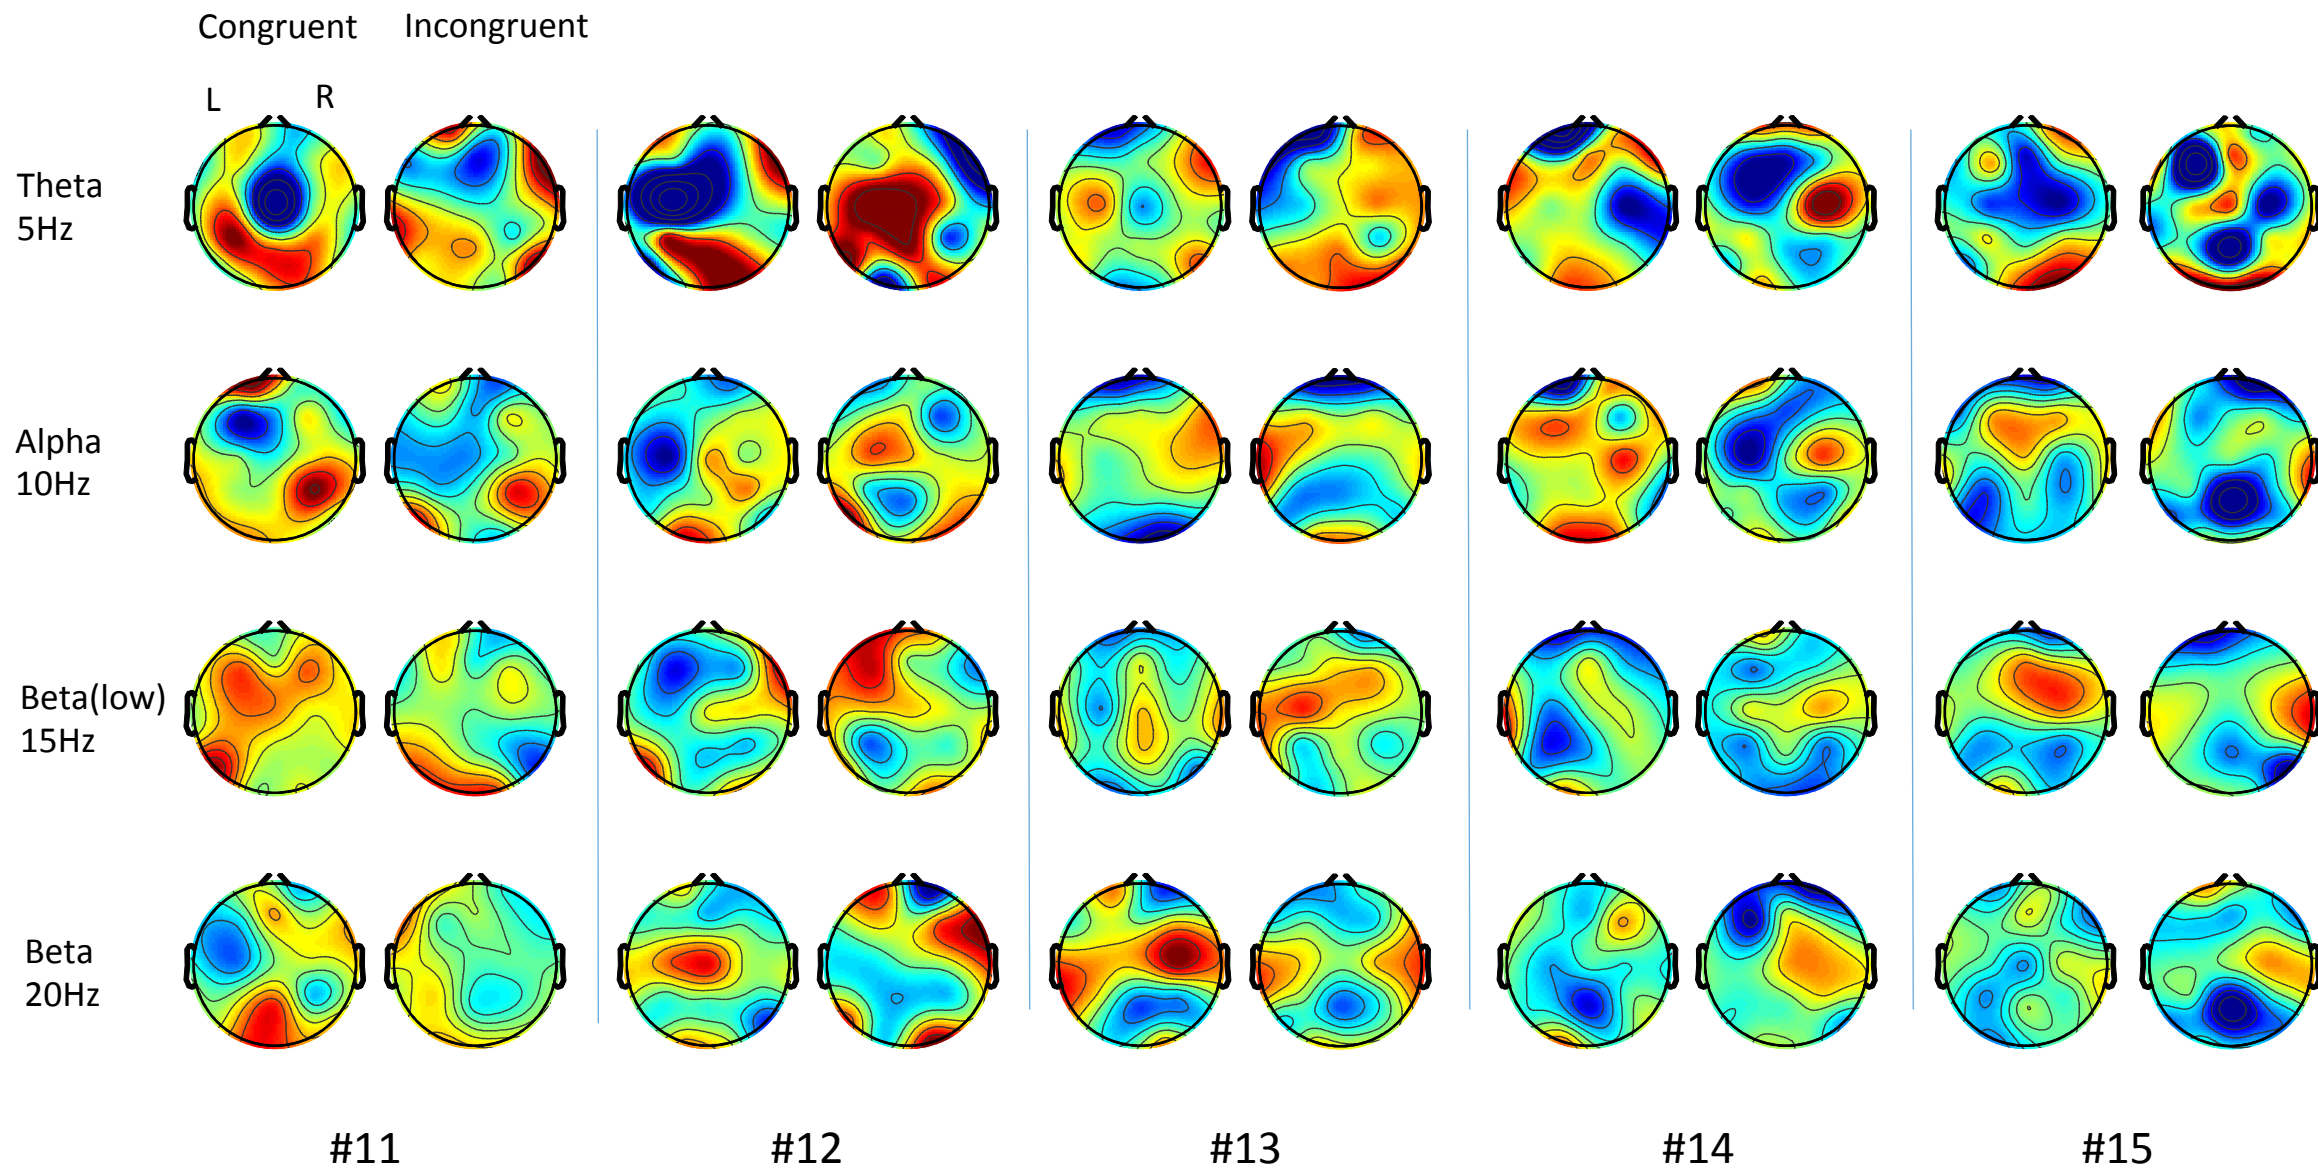 Congruent Incongruent
L R
Theta
5Hz
Alpha
10Hz
Beta(low)
15Hz
Beta
20Hz
#11 #12 #13 #14 #15